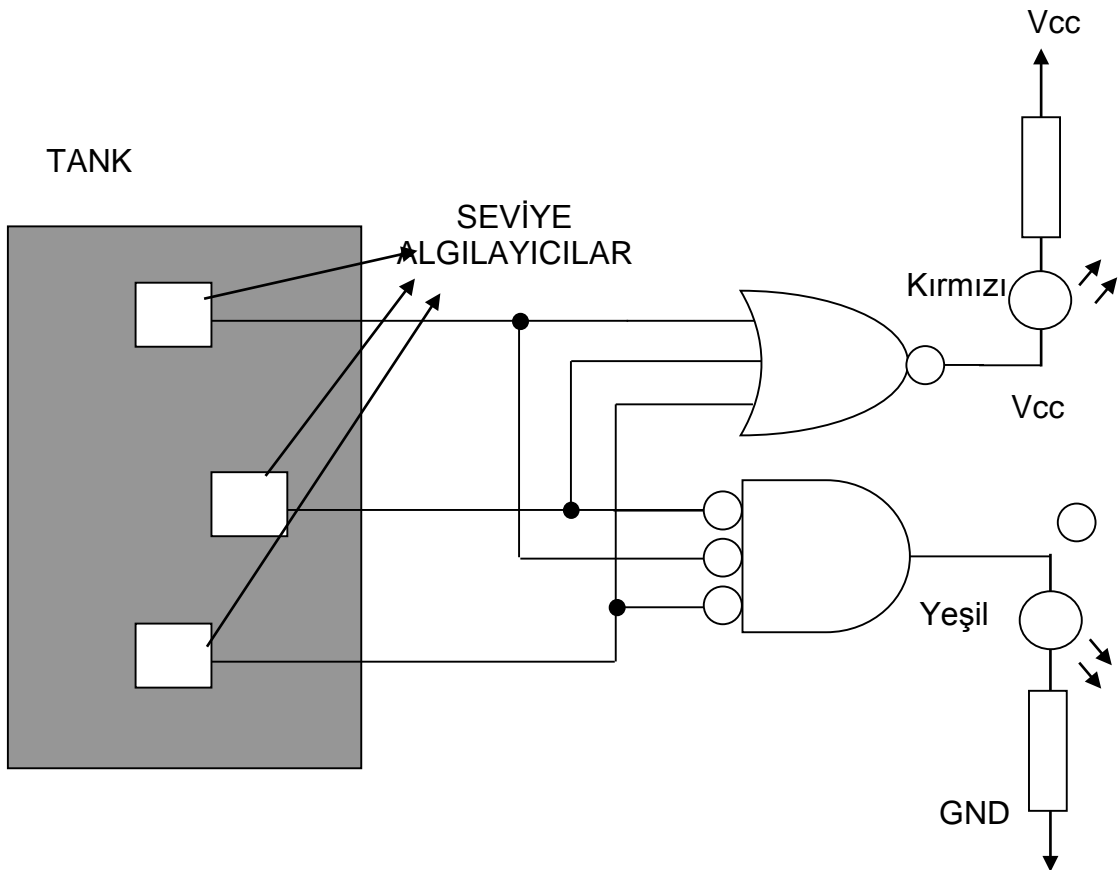 Vcc
TANK
SEVİYE
ALGILAYICILAR
Kırmızı
Vcc
Yeşil
GND